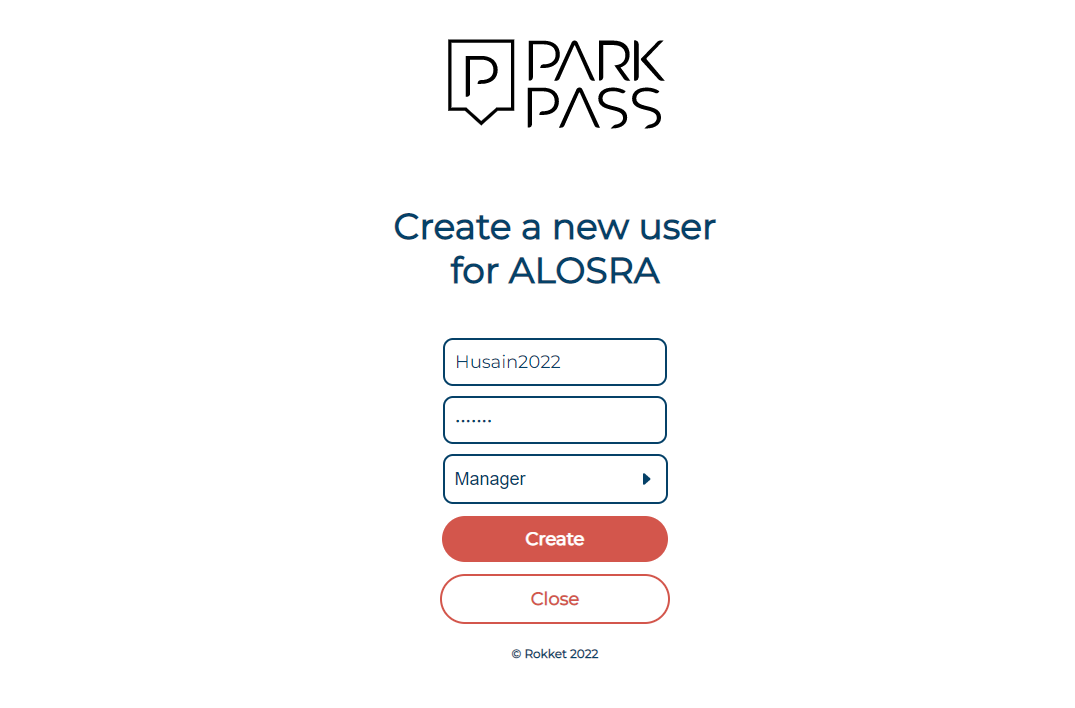 P PARK
PASS
Create a new user
for ALOSRA
Husain2022
·······
Manager
Create
Close
© Rokket 2022